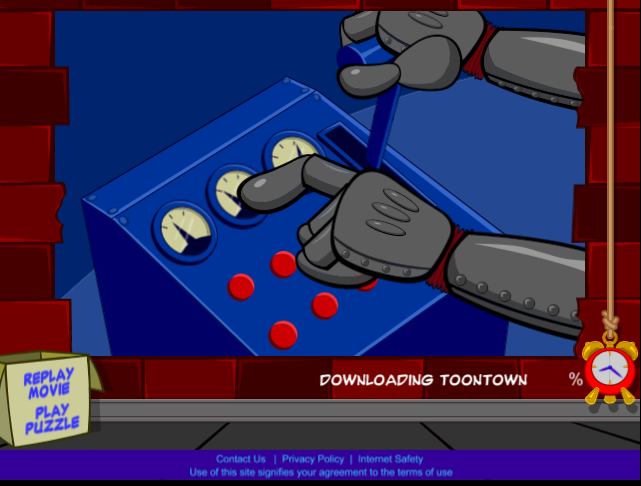 DOWNLOADING TOONTOWN %
REPLAY
MOVIE
PLAY
PUZZLE
Contact Us | Privacy Policy | Internet Safety
Use of this site signifies your agreement to the terms of use